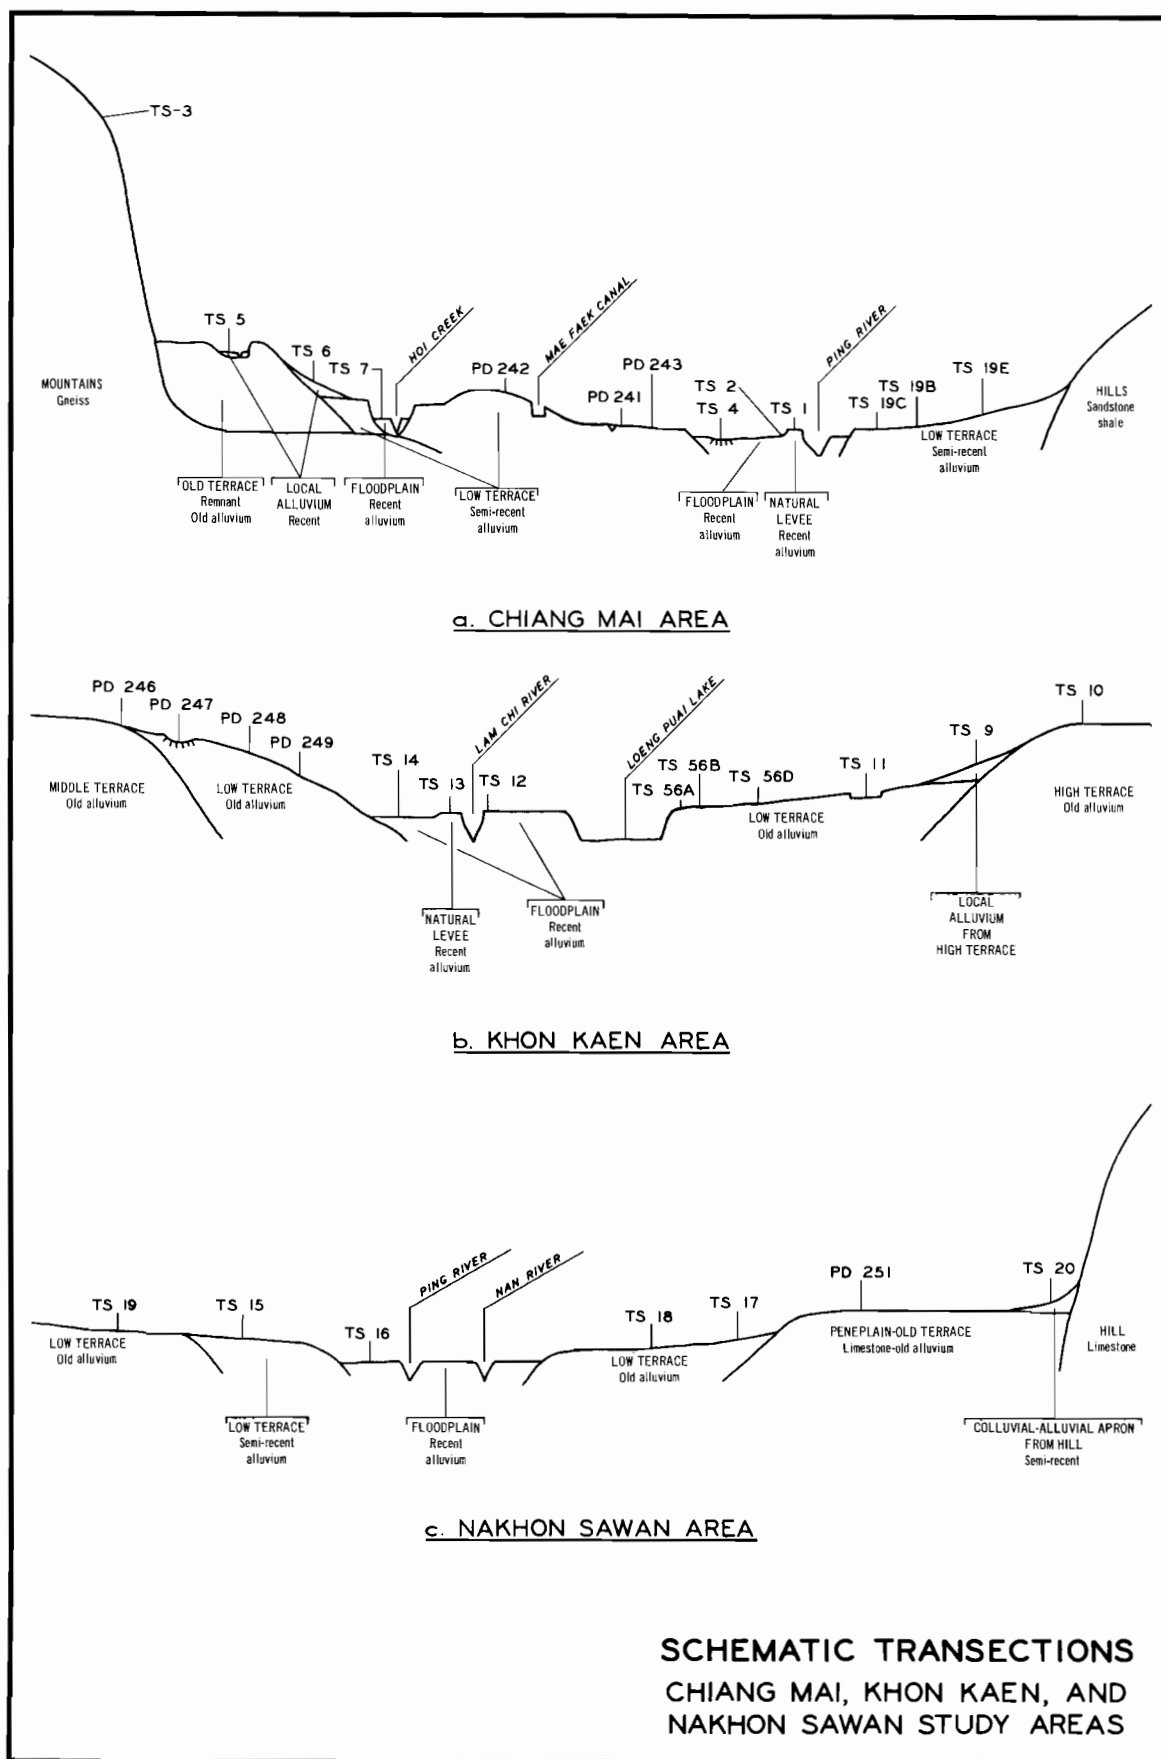 TS-3
TS 5
TS 6
TS 7
HOI CREEK
PD 242
MAE FAEK CANAL
PD 241
PD 243
TS 2
TS 4
TS 1
PING RIVER
TS 19C
TS 19B
TS 19E
MOUNTAINS
Gneiss
HILLS
Sandstone
shale
LOW TERRACE
Semi-recent
alluvium
OLD TERRACE
Remnant
Old alluvium
LOCAL
ALLUVIUM
Recent
FLOODPLAIN
Recent
alluvium
LOW TERRACE
Semi-recent
alluvium
FLOODPLAIN
Recent
alluvium
NATURAL
LEVEE
Recent
alluvium
a. CHIANG MAI AREA
PD 246
PD 247
PD 248
PD 249
TS 14
TS 13
LAM CHI RIVER
TS 12
LOENG PUAI LAKE
TS 56A
TS 56B
TS 56D
TS 11
TS 9
TS 10
MIDDLE TERRACE
Old alluvium
LOW TERRACE
Old alluvium
LOW TERRACE
Old alluvium
HIGH TERRACE
Old alluvium
NATURAL
LEVEE
Recent
alluvium
FLOODPLAIN
Recent
alluvium
LOCAL
ALLUVIUM
FROM
HIGH TERRACE
b. KHON KAEN AREA
TS 19
TS 15
TS 16
PING RIVER
NAN RIVER
TS 18
TS 17
PD 251
TS 20
LOW TERRACE
Old alluvium
LOW TERRACE
Old alluvium
PENEPLAIN-OLD TERRACE
Limestone-old alluvium
HILL
Limestone
LOW TERRACE
Semi-recent
alluvium
FLOODPLAIN
Recent
alluvium
COLLUVIAL-ALLUVIAL APRON
FROM HILL
Semi-recent
c. NAKHON SAWAN AREA
SCHEMATIC TRANSECTIONS
CHIANG MAI, KHON KAEN, AND
NAKHON SAWAN STUDY AREAS